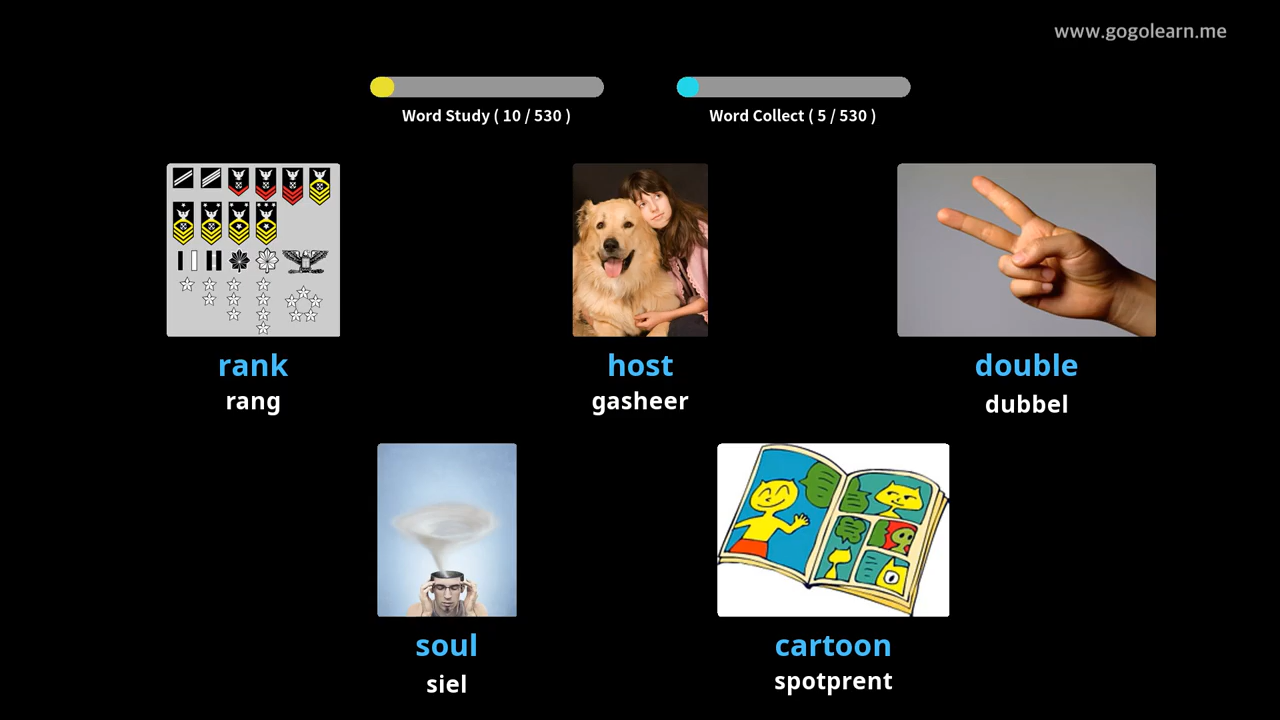 www.gogolearn.me
Word Study ( 10 / 530 )
Word Collect ( 5 / 530 )
rank
rang
host
gasheer
double
dubbel
soul
siel
cartoon
spotprent